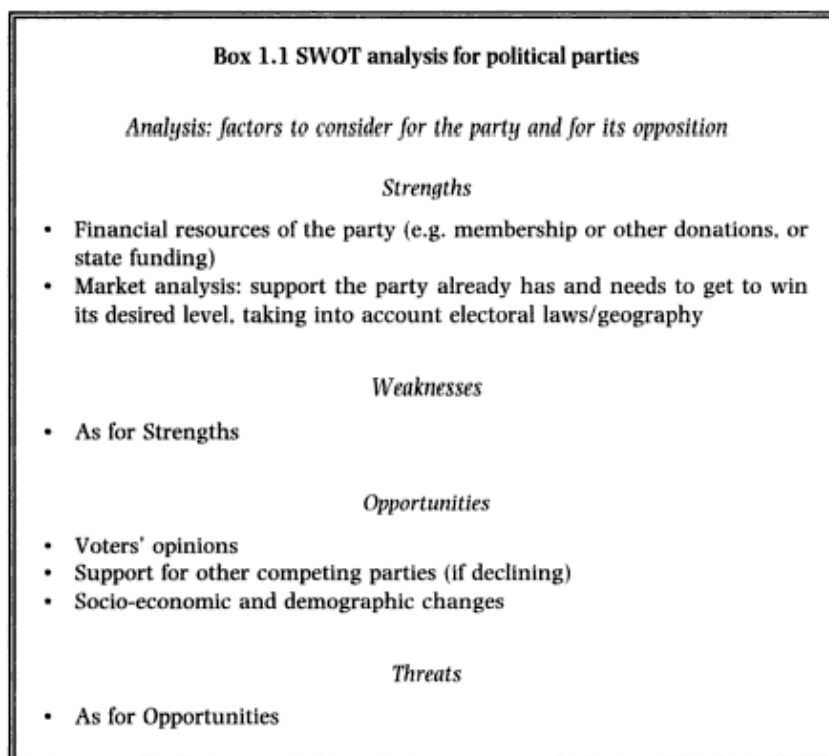 Box 1.1 SWOT analysis for political parties
Analysis: factors to consider for the party and for its opposition
Strengths
• Financial resources of the party (e.g. membership or other donations, or
state funding)
• Market analysis: support the party already has and needs to get to win
its desired level, taking into account electoral laws/geography
Weaknesses
• As for Strengths
Opportunities
• Voters' opinions
• Support for other competing parties (if declining)
• Socio-economic and demographic changes
Threats
• As for Opportunities